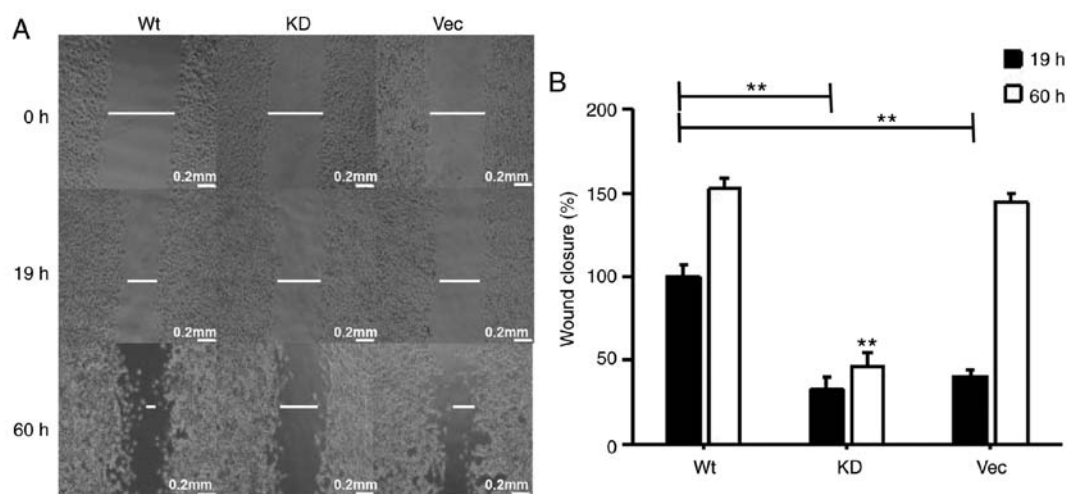 A
Wt KD Vec
0 h
0.2mm 0.2mm 0.2mm
19 h
0.2mm 0.2mm 0.2mm
60 h
0.2mm 0.2mm 0.2mm
B
19 h
60 h
**
**
**
Wound closure (%)
200
150
100
50
0
Wt KD Vec